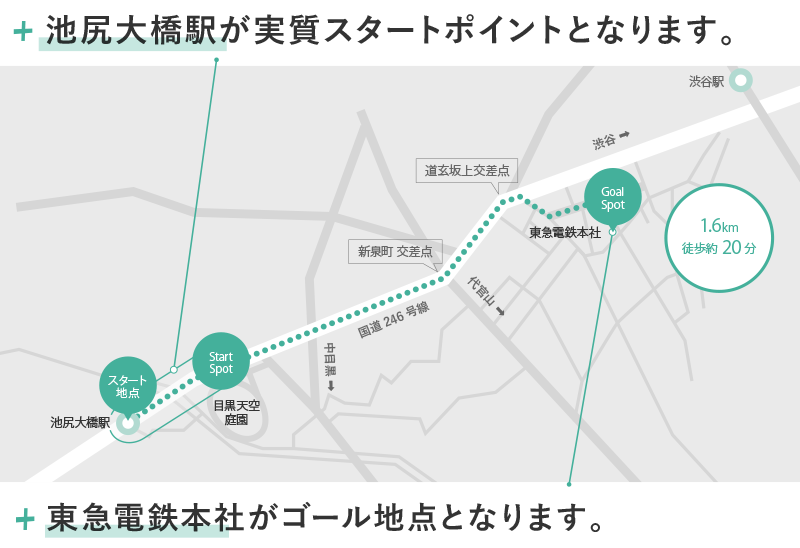 + 池尻大橋駅が実質スタートポイントとなります。
渋谷駅
渋谷 ➡
道玄坂上交差点
Goal
Spot
東急電鉄本社
1.6km
徒歩約 20 分
新泉町 交差点
代官山 ➡
国道 246 号線
中目黒 ➡
Start
Spot
スタート
地点
目黒天空
庭園
池尻大橋駅
+ 東急電鉄本社がゴール地点となります。